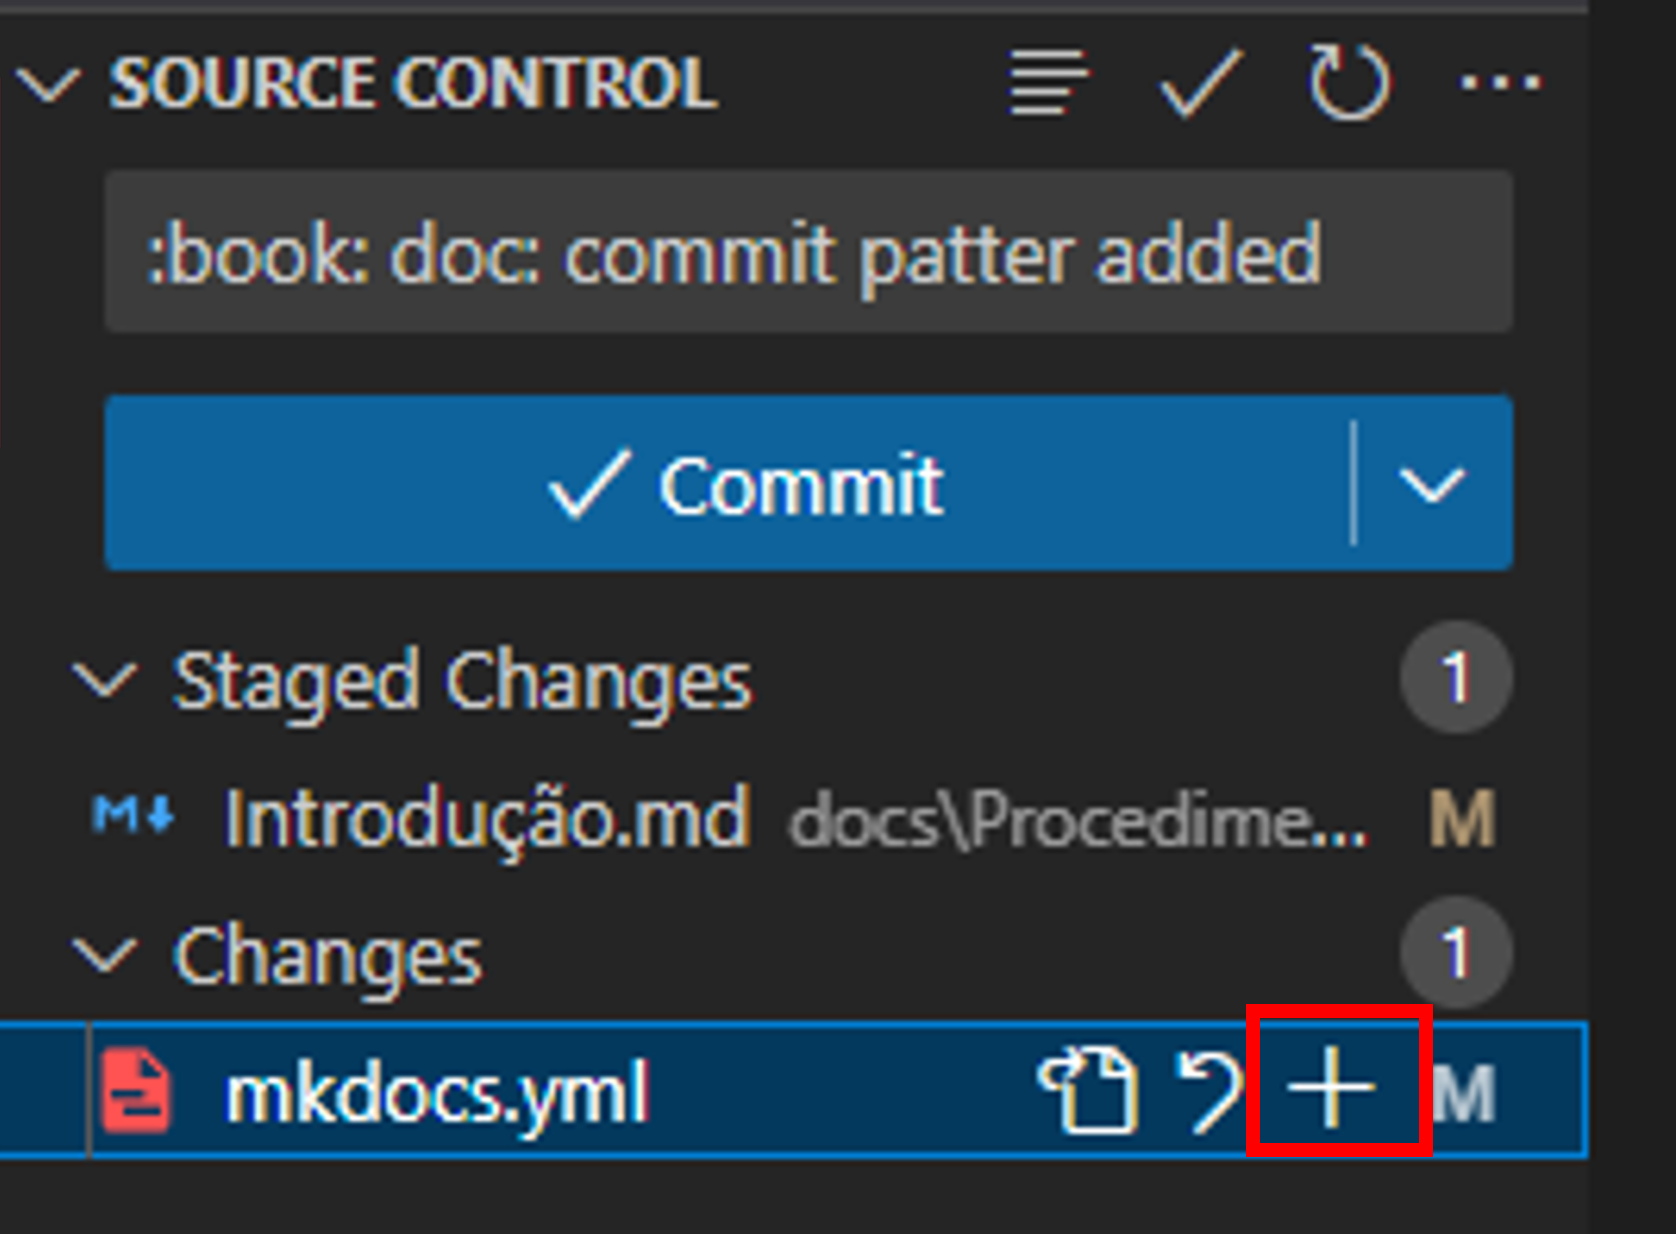 SOURCE CONTROL
:book: doc: commit patter added
Commit
Staged Changes 1
M Introdução.md docs\Procedime... M
Changes 1
mkdocs.yml M